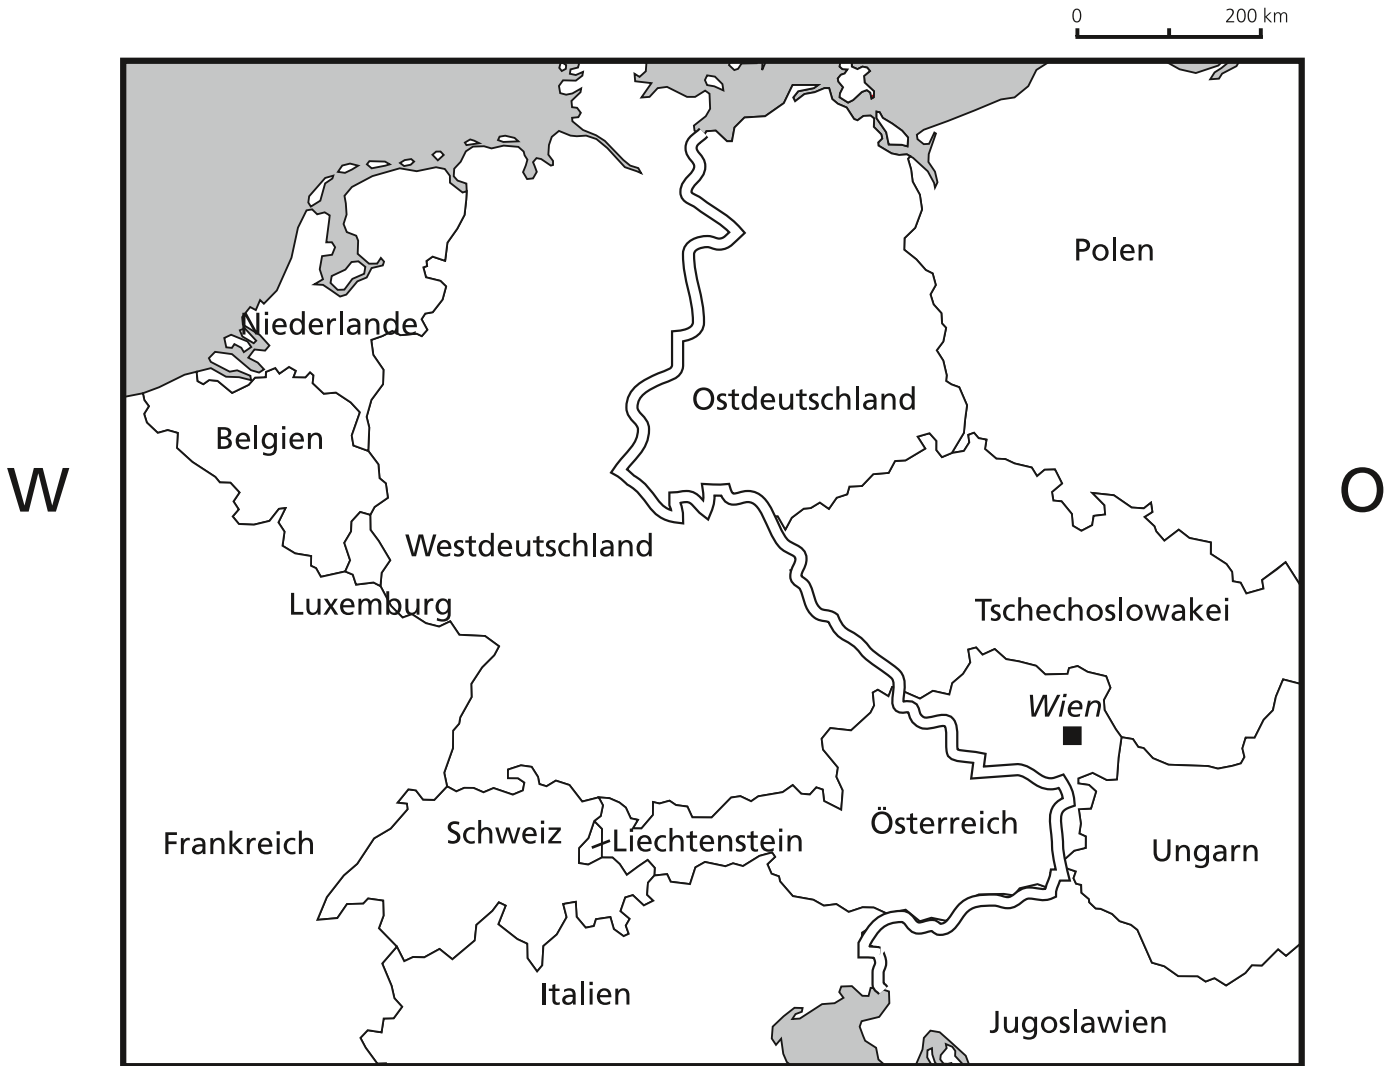 0 200 km
Polen
Niederlande
Ostdeutschland
Belgien
W
O
Westdeutschland
Luxemburg
Tschechoslowakei
Wien
Österreich
Schweiz
Liechtenstein
Frankreich
Ungarn
Italien
Jugoslawien